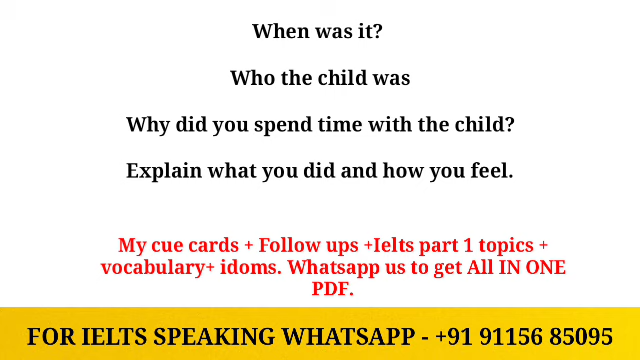 When was it?
Who the child was
Why did you spend time with the child?
Explain what you did and how you feel.
My cue cards + Follow ups +Ielts part 1 topics +
vocabulary+ idoms. Whatsapp us to get All IN ONE
PDF.
FOR IELTS SPEAKING WHATSAPP - +91 91156 85095